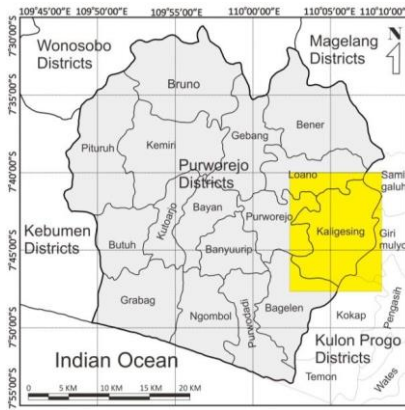 109°45'00"S 109°50'00"S 109°55'00"S 110°00'00"S 110°05'00"S 110°10'00"S
7°30'00"S
Wonosobo
Districts
Magelang
Districts
N
Bruno
7°35'00"S
Pituruh
Kemiri
Gebang
Bener
7°40'00"S
Purworejo
Districts
Loano
Sami
galuh
Kebumen
Districts
Butuh
Kutoarjo
Bayan
Purworejo
Banyuurip
Kaligesing
Giri
mulyo
7°45'00"S
Grabag
Ngombol
Purwodadi
Bagelen
Kokap
Pengasih
7°50'00"S
Indian Ocean
Kulon Progo
Districts
Temon
Wates
7°55'00"S
0 5 KM 10 KM 15 KM 20 KM